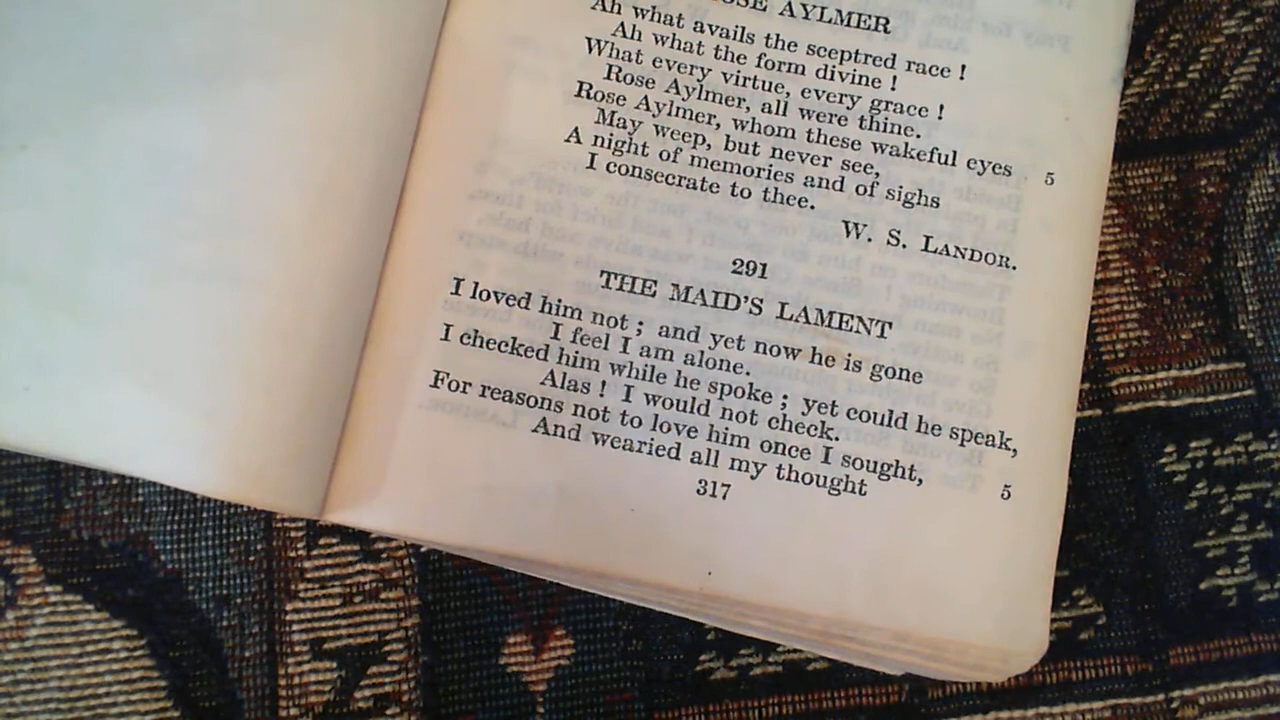 OSE AYLMER
Ah what avails the sceptred race !
Ah what the form divine !
What every virtue, every grace !
Rose Aylmer, all were thine.
Rose Aylmer, whom these wakeful eyes 5
May weep, but never see,
A night of memories and of sighs
I consecrate to thee.
W. S. LANDOR.
291
THE MAID'S LAMENT
I loved him not ; and yet now he is gone
I feel I am alone.
I checked him while he spoke ; yet could he speak,
Alas ! I would not check.
For reasons not to love him once I sought, 5
And wearied all my thought
317